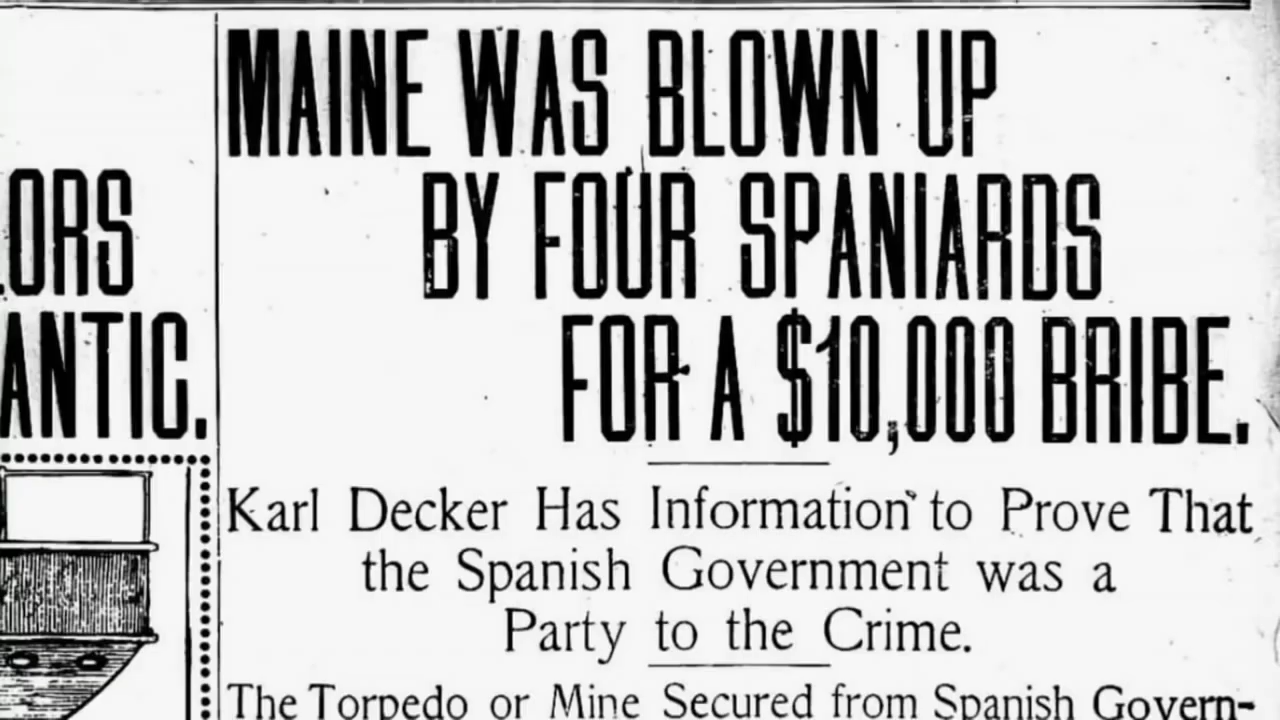 MAINE WAS BLOWN UP
BY FOUR SPANIARDS
FOR A $10,000 BRIBE.
Karl Decker Has Information to Prove That
the Spanish Government was a
Party to the Crime.
The Torpedo or Mine Secured from Spanish Govern-
ORS
ANTIC.